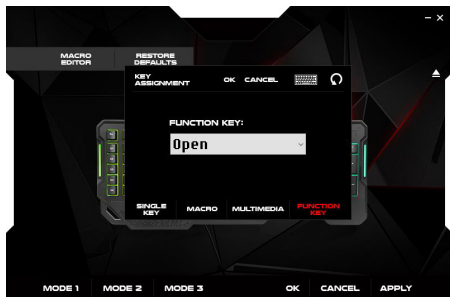 MACRO EDITOR
RESTORE DEFAULTS
KEY ASSIGNMENT
OK CANCEL
FUNCTION KEY:
Open
SINGLE KEY
MACRO
MULTIMEDIA
FUNCTION KEY
MODE 1 MODE 2 MODE 3 OK CANCEL APPLY